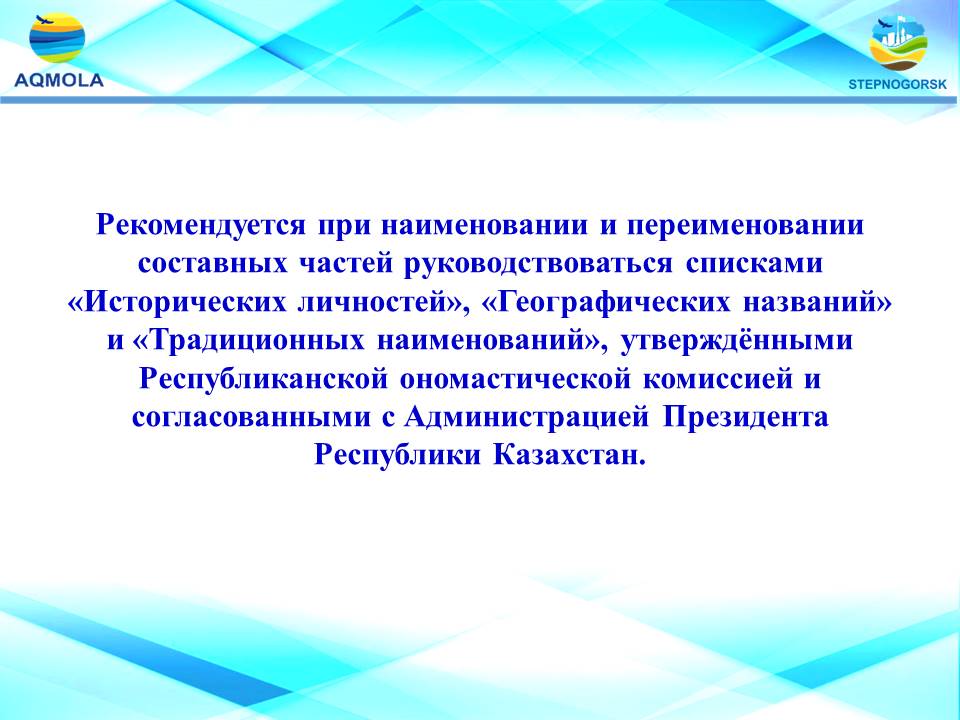 AQMOLA
STEPNOGORSK
Рекомендуется при наименовании и переименовании
составных частей руководствоваться списками
«Исторических личностей», «Географических названий»
и «Традиционных наименований», утверждёнными
Республиканской ономастической комиссией и
согласованными с Администрацией Президента
Республики Казахстан.